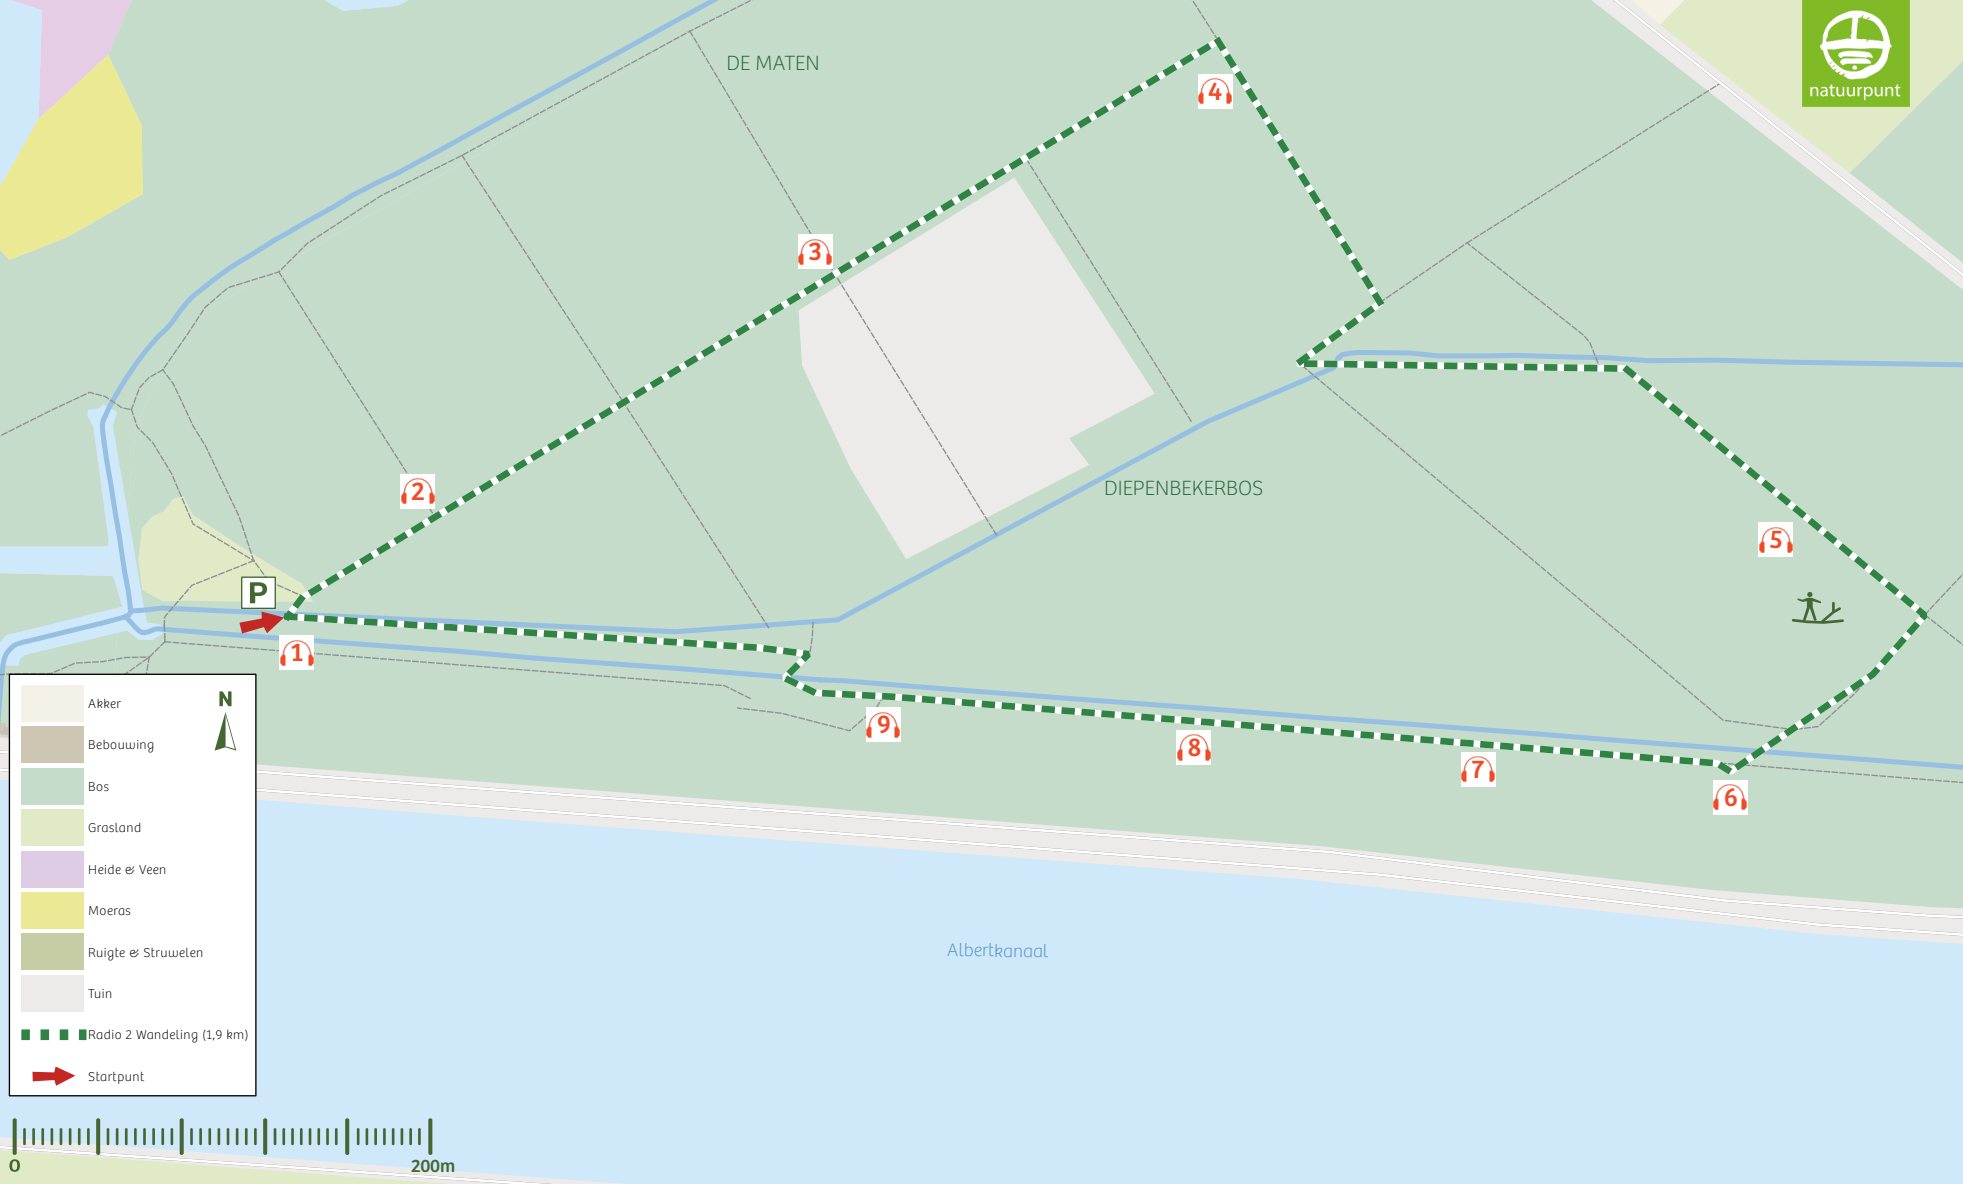 DE MATEN
natuurpunt
4
3
2
DIEPENBEKERBOS
5
P
1
9
8
7
6
N
Akker
Bebouwing
Bos
Grasland
Heide & Veen
Moeras
Ruigte & Struwelen
Tuin
Radio 2 Wandeling (1,9 km)
Startpunt
Albertkanaal
0 200m